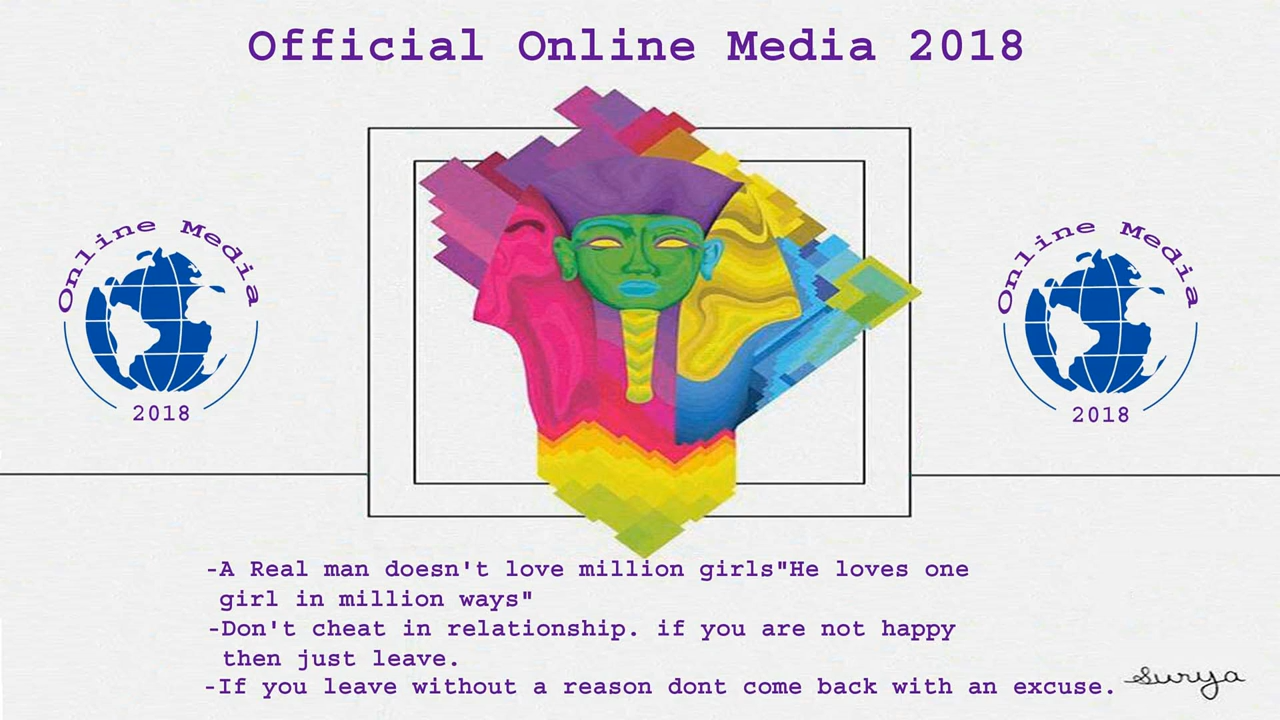 Official Online Media 2018
Online Media
2018
Online Media
2018
-A Real man doesn't love million girls"He loves one
girl in million ways"
-Don't cheat in relationship. if you are not happy
then just leave.
-If you leave without a reason dont come back with an excuse.
Surya